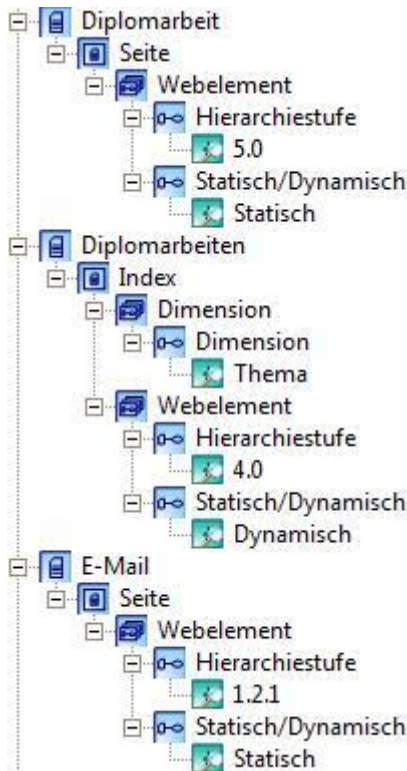 Diplomarbeit
Seite
Webelement
Hierarchiestufe
5.0
Statisch/Dynamisch
Statisch
Diplomarbeiten
Index
Dimension
Dimension
Thema
Webelement
Hierarchiestufe
4.0
Statisch/Dynamisch
Dynamisch
E-Mail
Seite
Webelement
Hierarchiestufe
1.2.1
Statisch/Dynamisch
Statisch